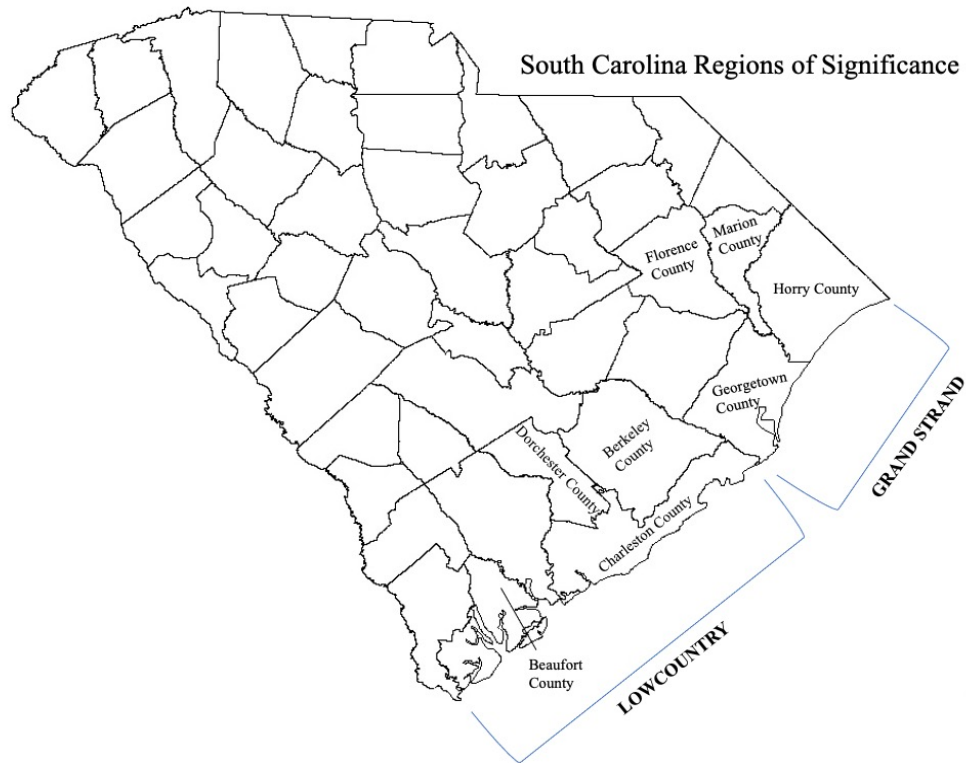 South Carolina Regions of Significance
Marion
County
Florence
County
Horry County
Georgetown
County
GRAND STRAND
Berkeley
County
Dorchester County
Charleston County
Beaufort
County
LOWCOUNTRY